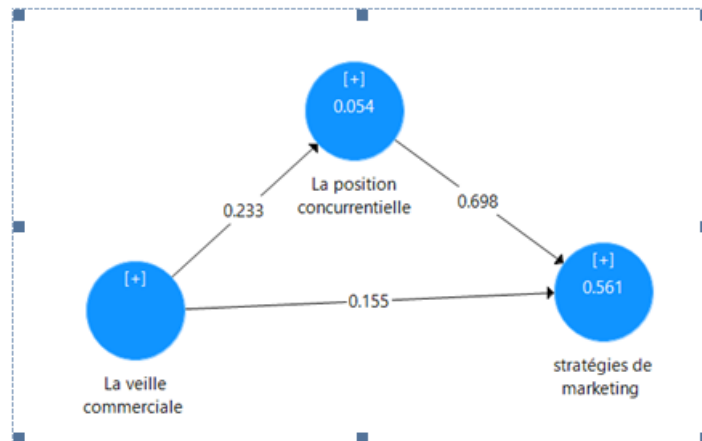 [+]
0.054
La position
concurrentielle
0.233
0.698
[+]
[+]
0.561
0.155
La veille
commerciale
stratégies de
marketing